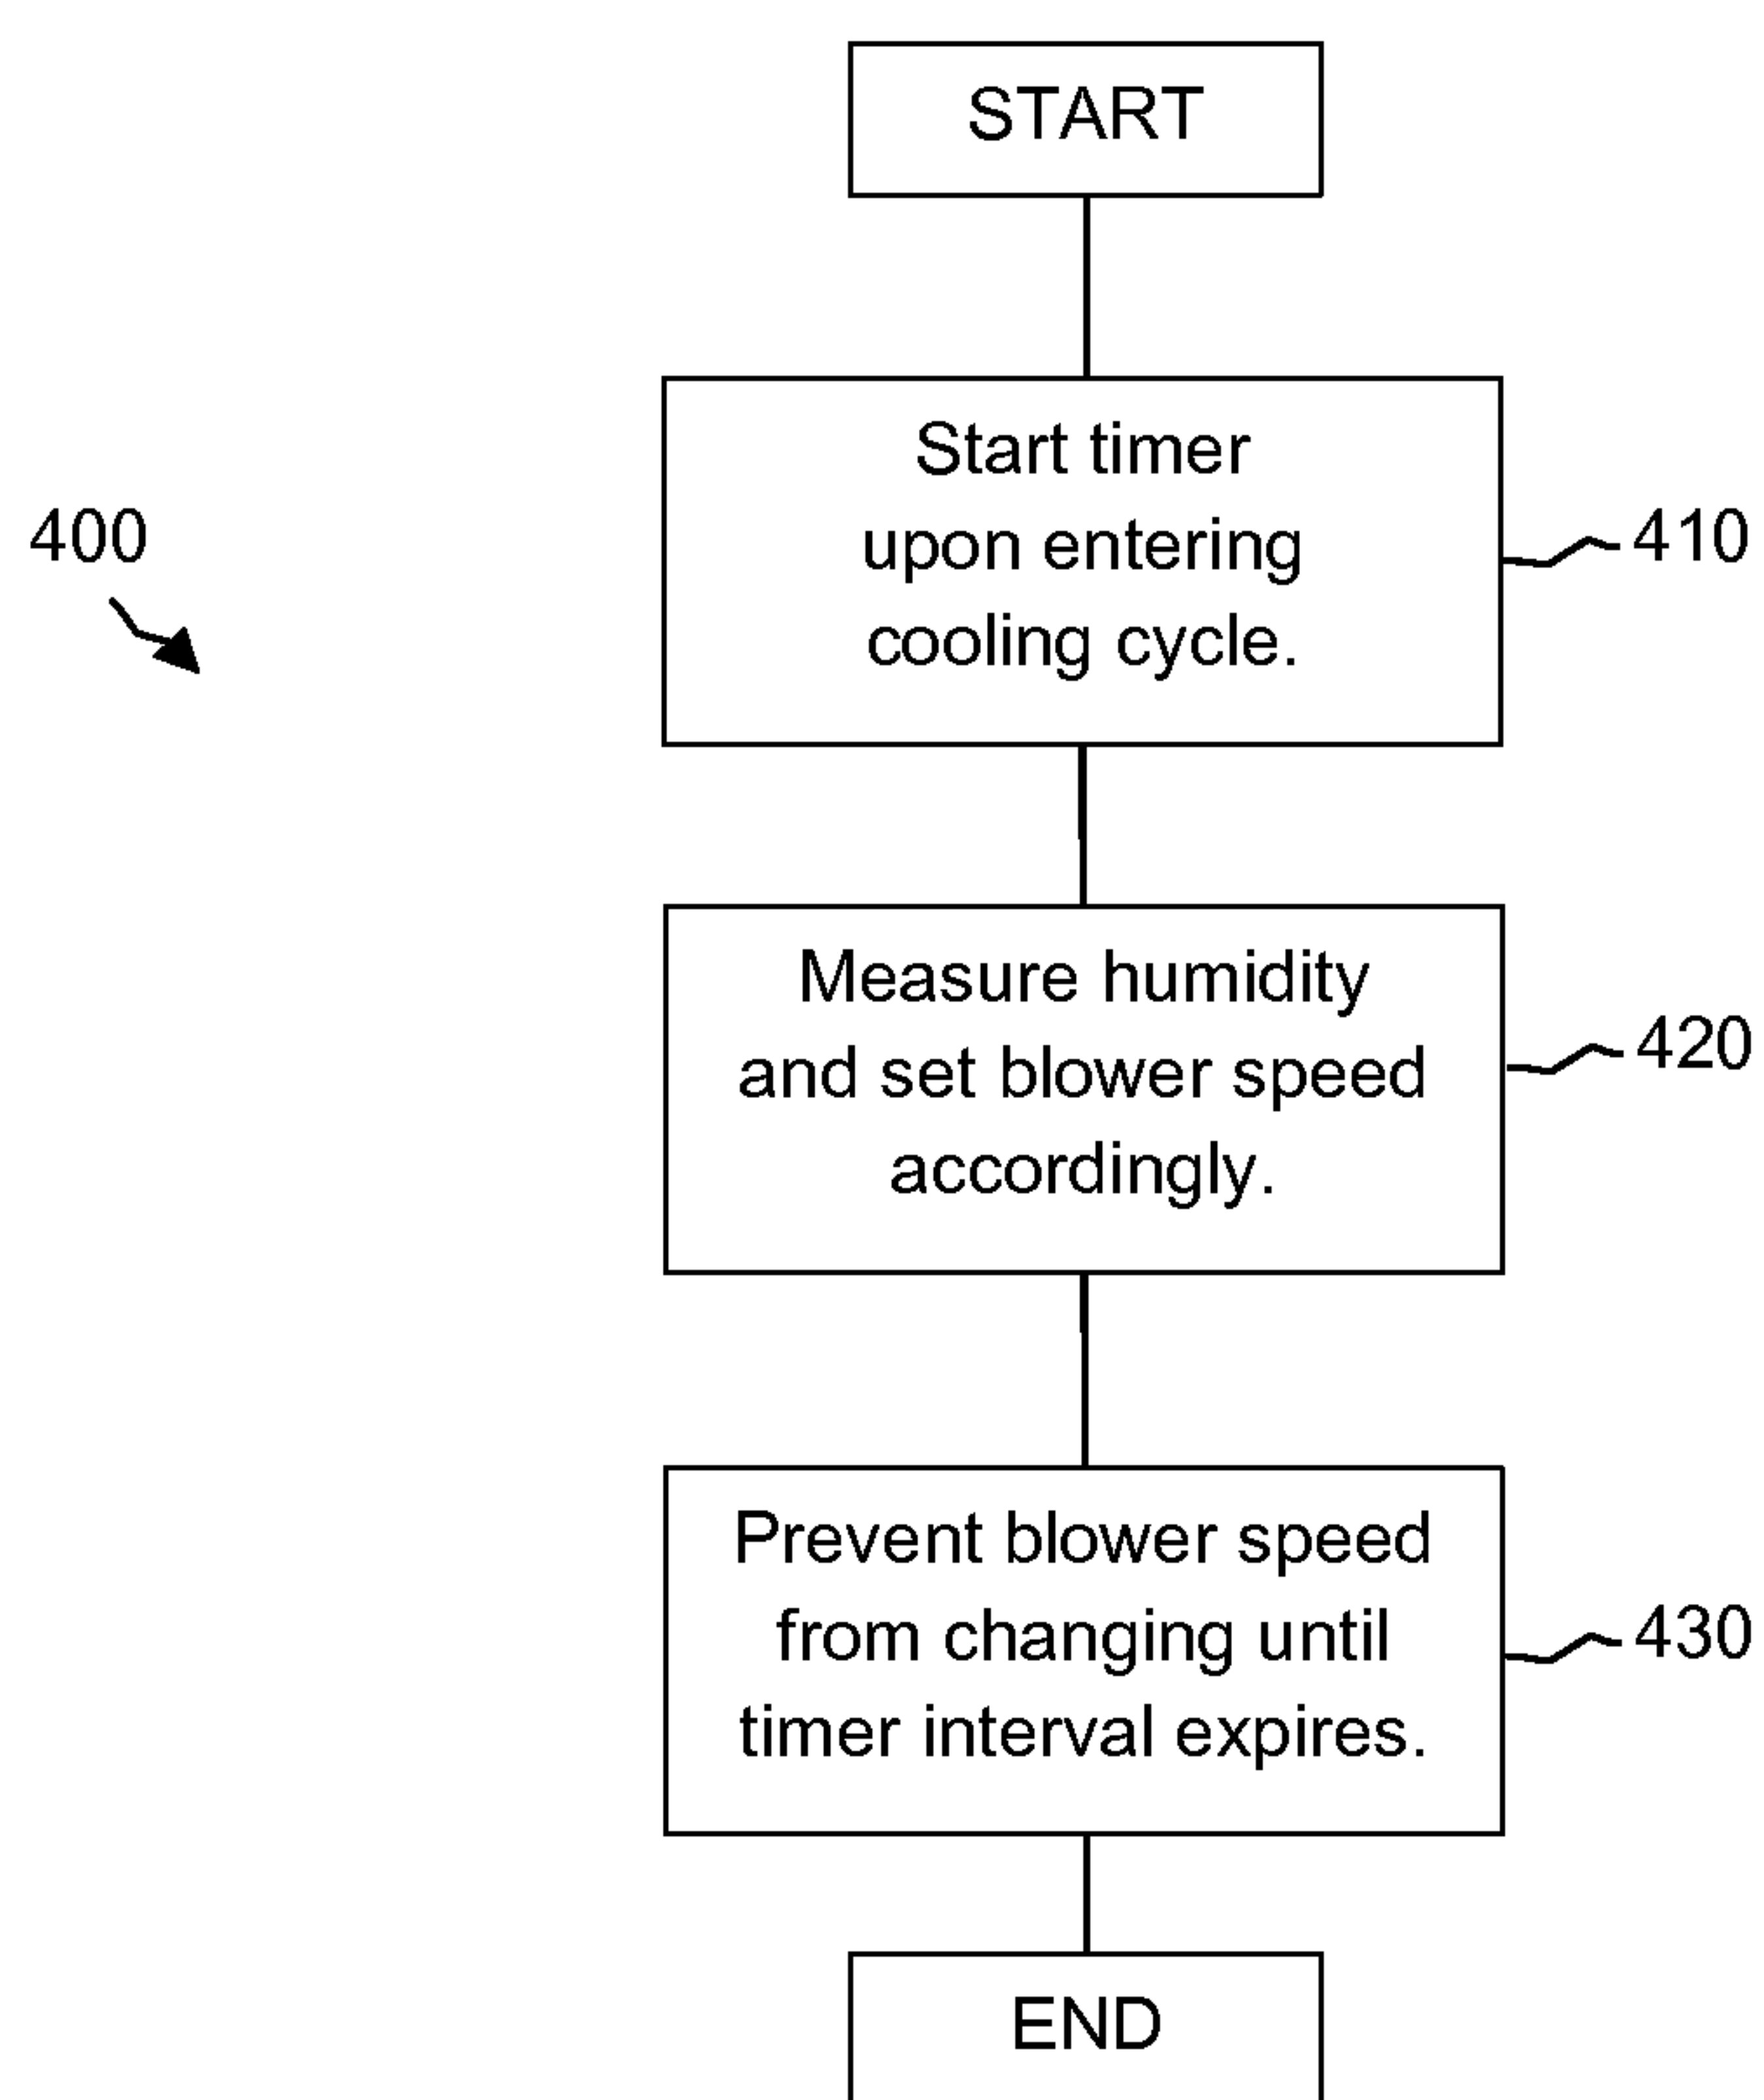 START
400
Start timer
upon entering
cooling cycle.
410
Measure humidity
and set blower speed
accordingly.
420
Prevent blower speed
from changing until
timer interval expires.
430
END